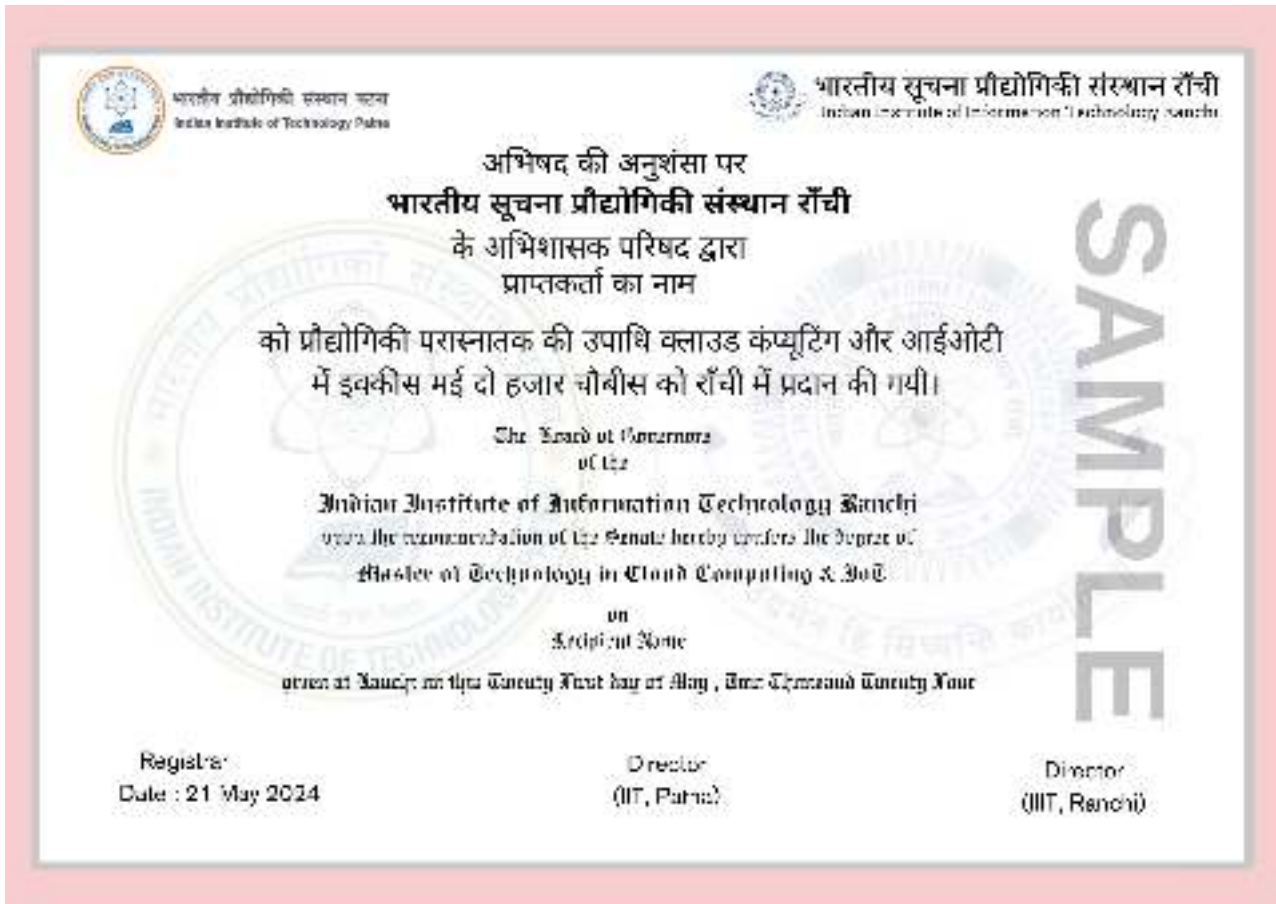 भारतीय प्रौद्योगिकी संस्थान पटना
Indian Institute of Technology Patna
भारतीय सूचना प्रौद्योगिकी संस्थान राँची
Indian Institute of Information Technology Ranchi
अभिषद की अनुशंसा पर
भारतीय सूचना प्रौद्योगिकी संस्थान राँची
के अभिशासक परिषद द्वारा
प्राप्तकर्ता का नाम
को प्रौद्योगिकी परास्नातक की उपाधि क्लाउड कंप्यूटिंग और आईओटी
में इक्कीस मई दो हजार चौबीस को राँची में प्रदान की गयी।
The Board of Governors
of the
Indian Institute of Information Technology Ranchi
upon the recommendation of the Senate hereby confers the degree of
Master of Technology in Cloud Computing & IoT
on
Recipient Name
given at Ranchi on this Twenty First day of May , Two Thousand Twenty Four
SAMPLE
Registrar
Date : 21 May 2024
Director
(IIT, Patna)
Director
(IIIT, Ranchi)
INDIAN INSTITUTE OF TECHNOLOGY